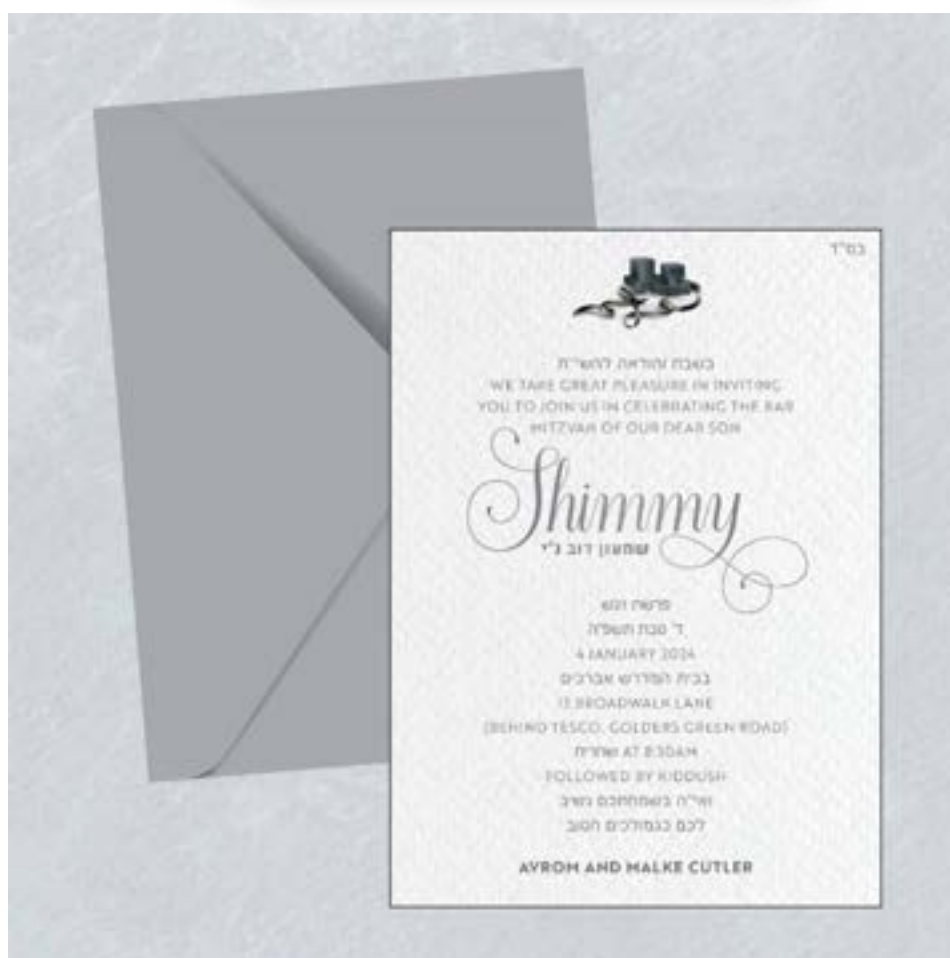 בס"ד
בשבח והודאה להשי"ת
WE TAKE GREAT PLEASURE IN INVITING
YOU TO JOIN US IN CELEBRATING THE BAR
MITZVAH OF OUR DEAR SON
Shimmy
שמעון דוב נ"י
פרשת ויגש
ד' טבת תשפ"ה
4 JANUARY 2024
בבית המדרש אברכים
13 BROADWALK LANE
(BEHIND TESCO, GOLDERS GREEN ROAD)
שחרית AT 8:30AM
FOLLOWED BY KIDDUSH
ואי"ה בשמחתכם נשיב
לכם כגמולכם הטוב
AVROM AND MALKE CUTLER